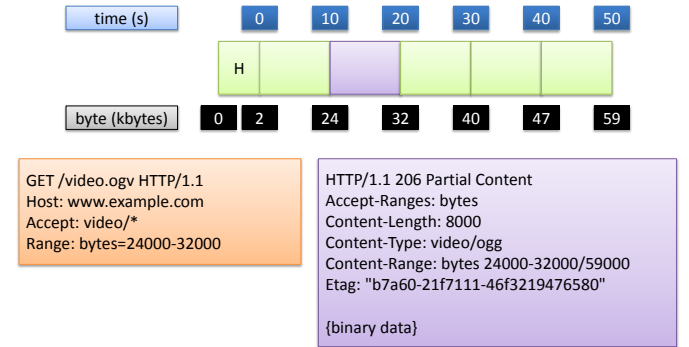 time (s) 0 10 20 30 40 50
H
byte (kbytes) 0 2 24 32 40 47 59
GET /video.ogv HTTP/1.1
Host: www.example.com
Accept: video/*
Range: bytes=24000-32000
HTTP/1.1 206 Partial Content
Accept-Ranges: bytes
Content-Length: 8000
Content-Type: video/ogg
Content-Range: bytes 24000-32000/59000
Etag: "b7a60-21f7111-46f3219476580"
{binary data}